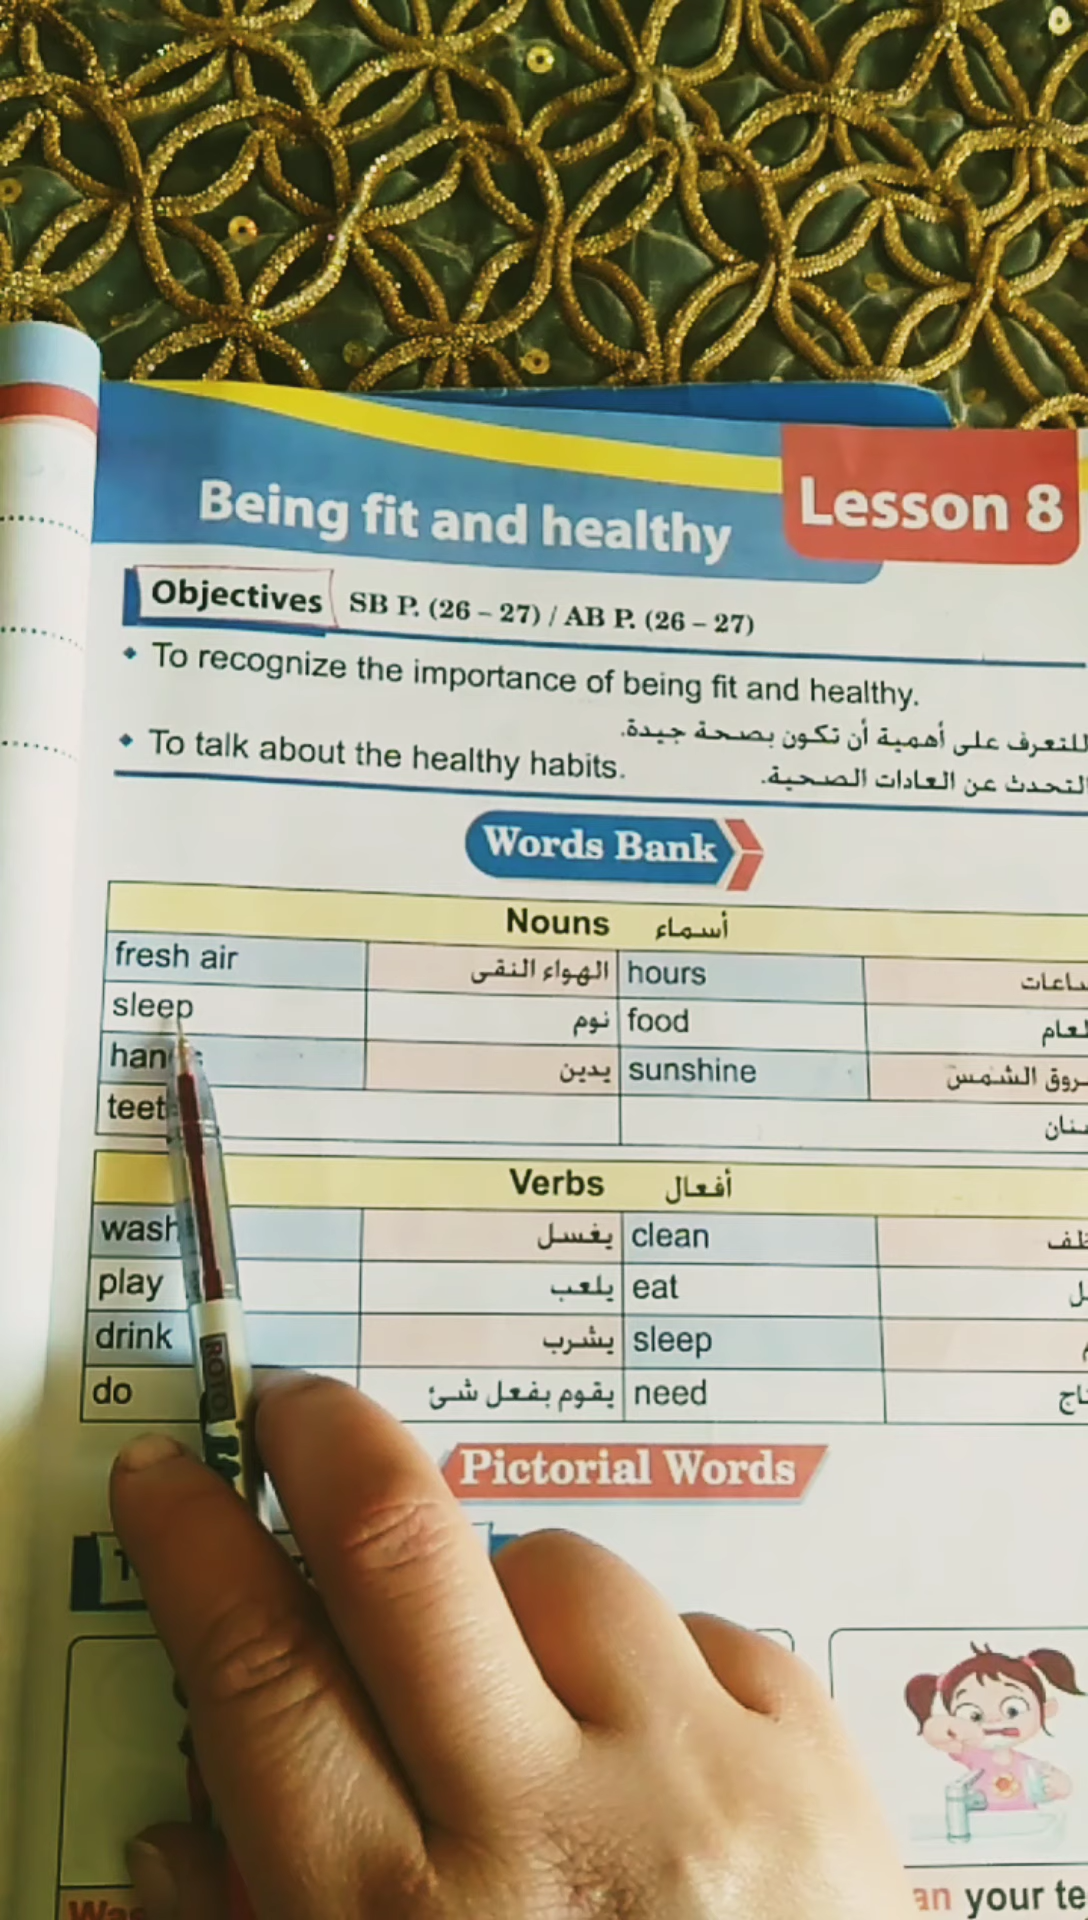 Being fit and healthy
Lesson 8
Objectives SB P. (26 – 27) / AB P. (26 – 27)
• To recognize the importance of being fit and healthy.
للتعرف على أهمية أن تكون بصحة جيدة.
• To talk about the healthy habits.
التحدث عن العادات الصحية.
Words Bank
Nouns أسماء
fresh air الهواء النقى hours
sleep نوم food
يدين sunshine الشمس
Verbs أفعال
wash يغسل clean
play يلعب eat
drink يشرب sleep
do يقوم بفعل شئ need
Pictorial Words
your
ROTO